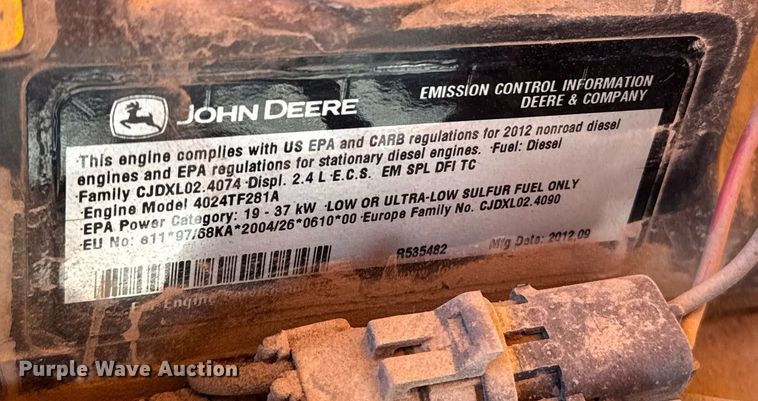 JOHN DEERE
EMISSION CONTROL INFORMATION
DEERE & COMPANY
This engine complies with US EPA and CARB regulations for 2012 nonroad diesel
engines and EPA regulations for stationary diesel engines. Fuel: Diesel
Family CJDXL02.4074 Displ. 2.4 L E.C.S. EM SPL DFI TC
Engine Model 4024TF281A
EPA Power Category: 19 - 37 kW LOW OR ULTRA-LOW SULFUR FUEL ONLY
EU No: e11*97/68KA*2004/26*0610*00 Europe Family No. CJDXL02.4090
R535482 Mfg Date: 2012.09
For Engine
Purple Wave Auction